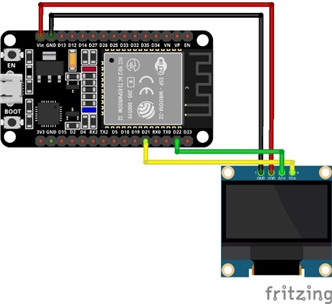 Vin GND D13 D12 D14 D27 D26 D25 D33 D32 D35 D34 VN VP EN
EN
ESP-WROOM-32
BOOT
3V3 GND D15 D2 D4 RX2 TX2 D5 D18 D19 D21 RX0 TX0 D22 D23
GND VDD SCK SDA
fritzing